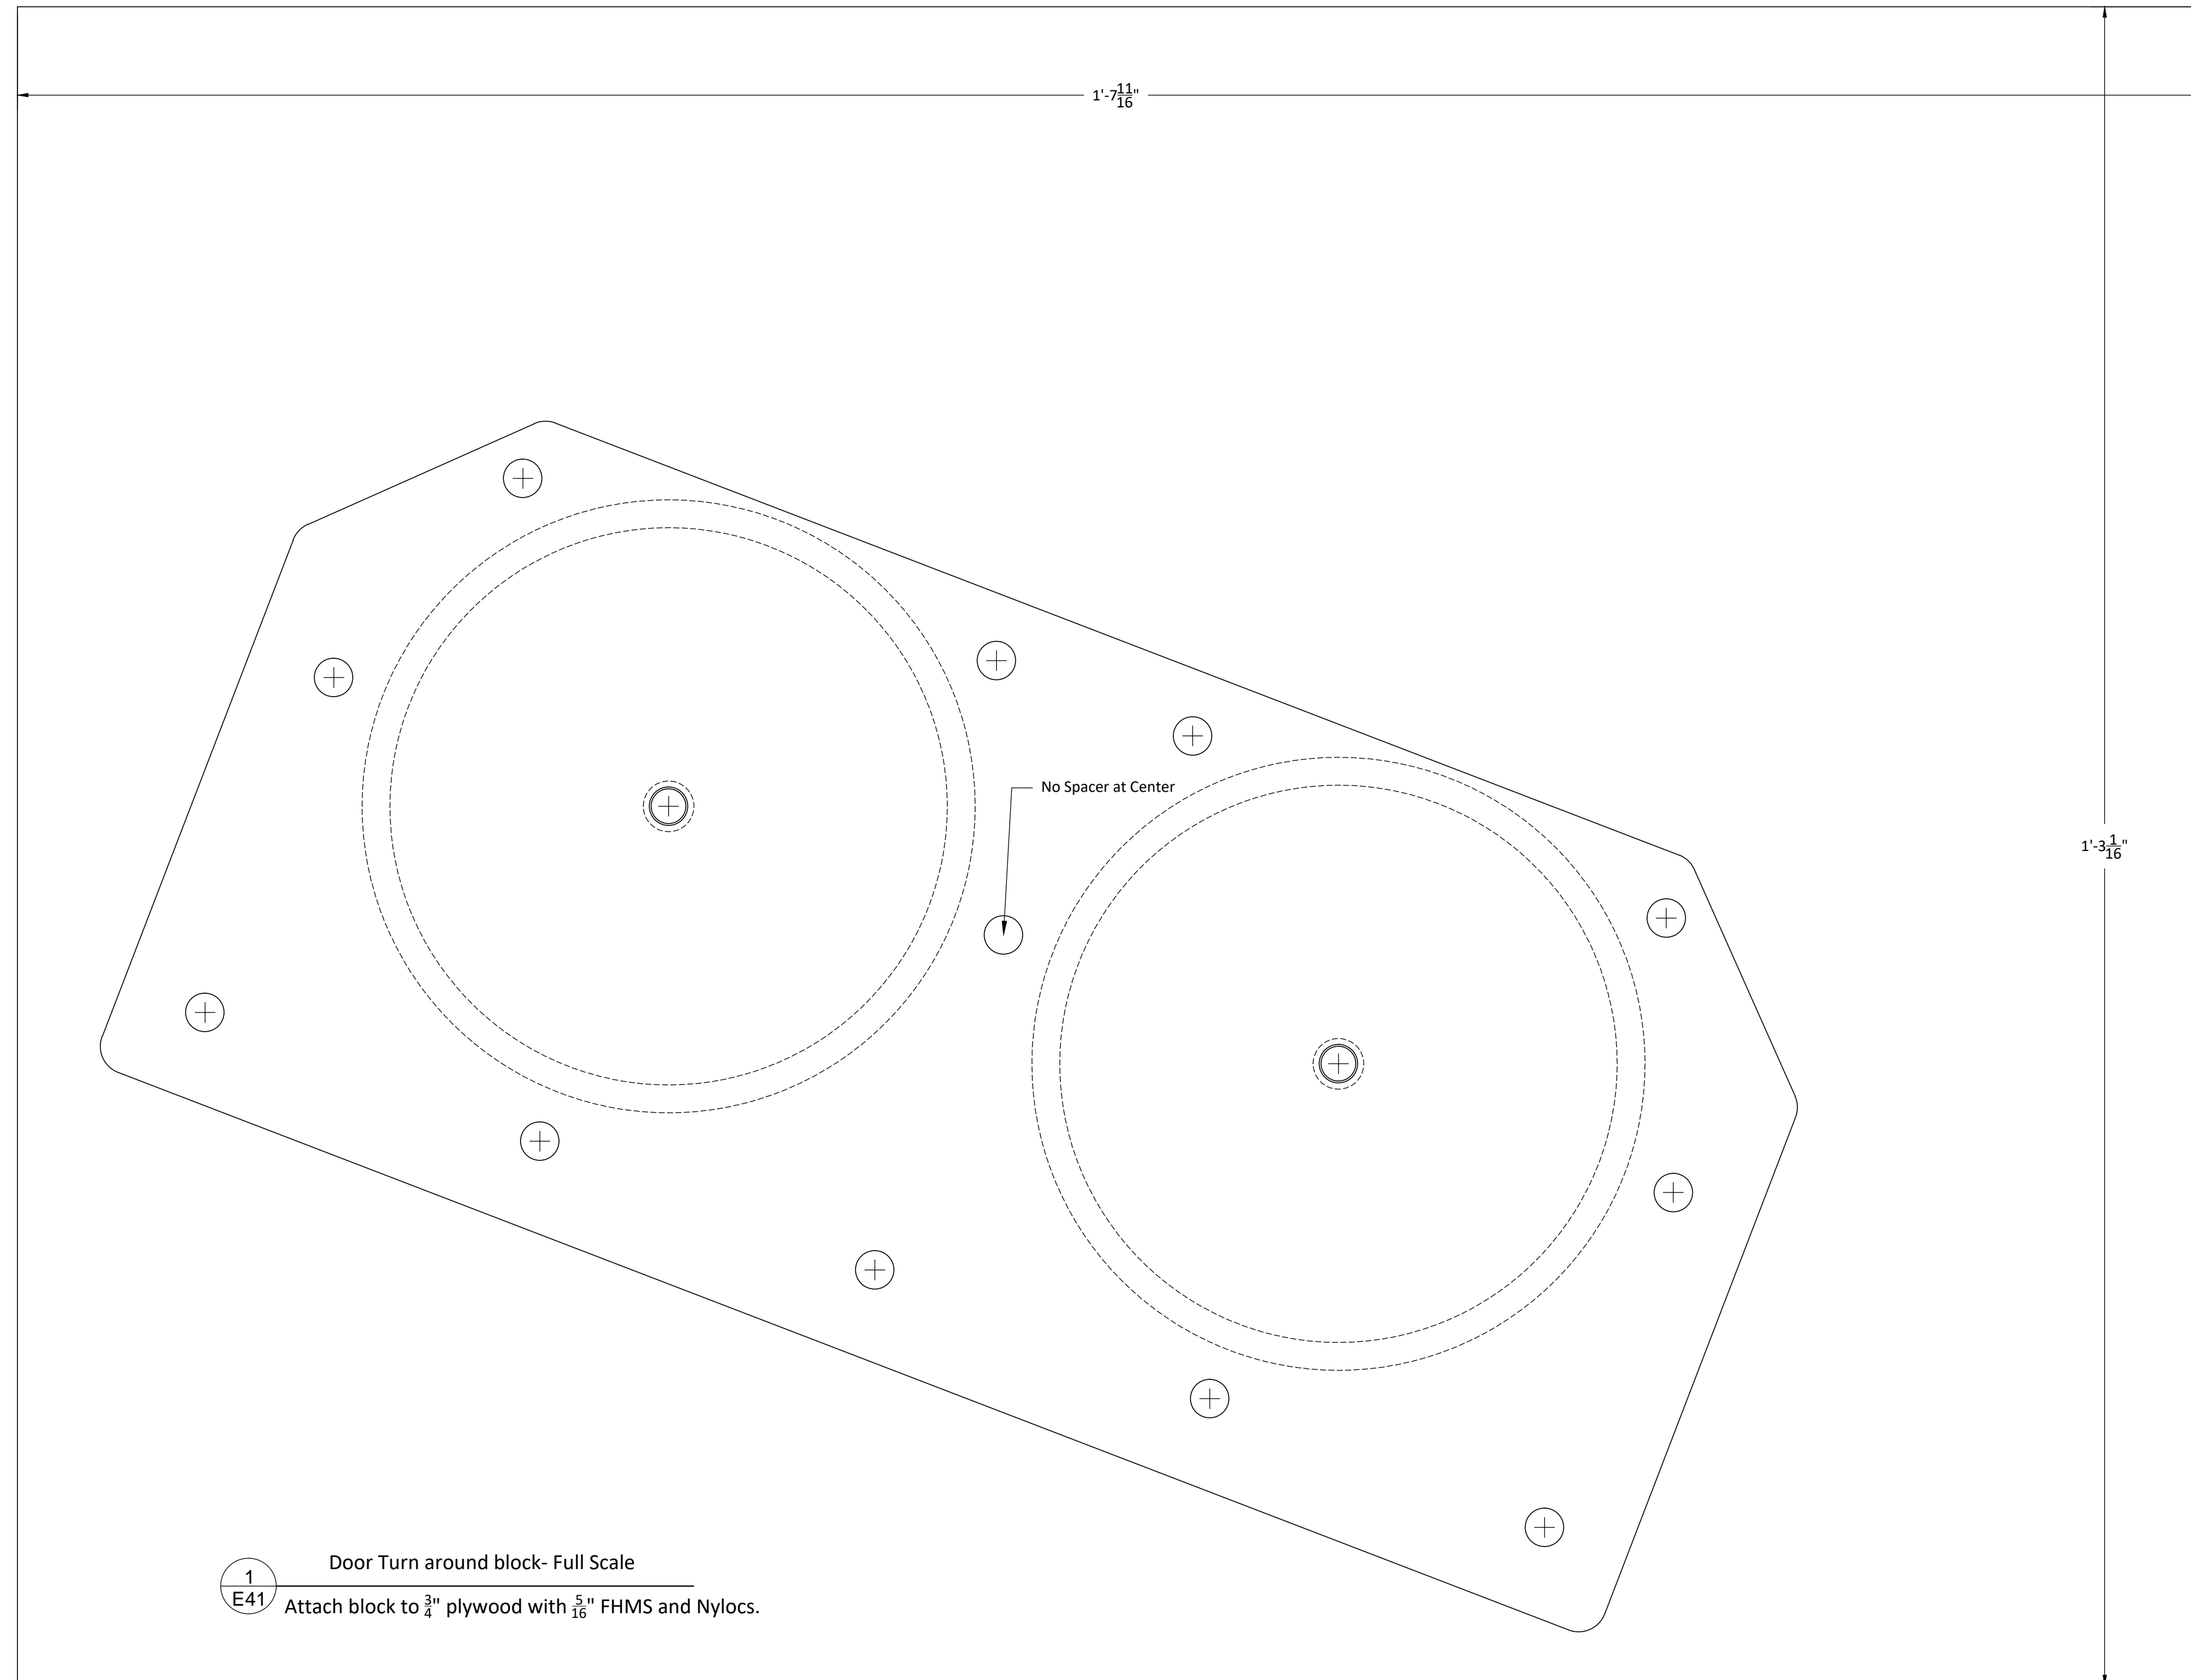 1'-7 11/16"
No Spacer at Center
1'-3 1/16"
Door Turn around block- Full Scale
1
E41
Attach block to 3/4" plywood with 5/16" FHMS and Nylocs.